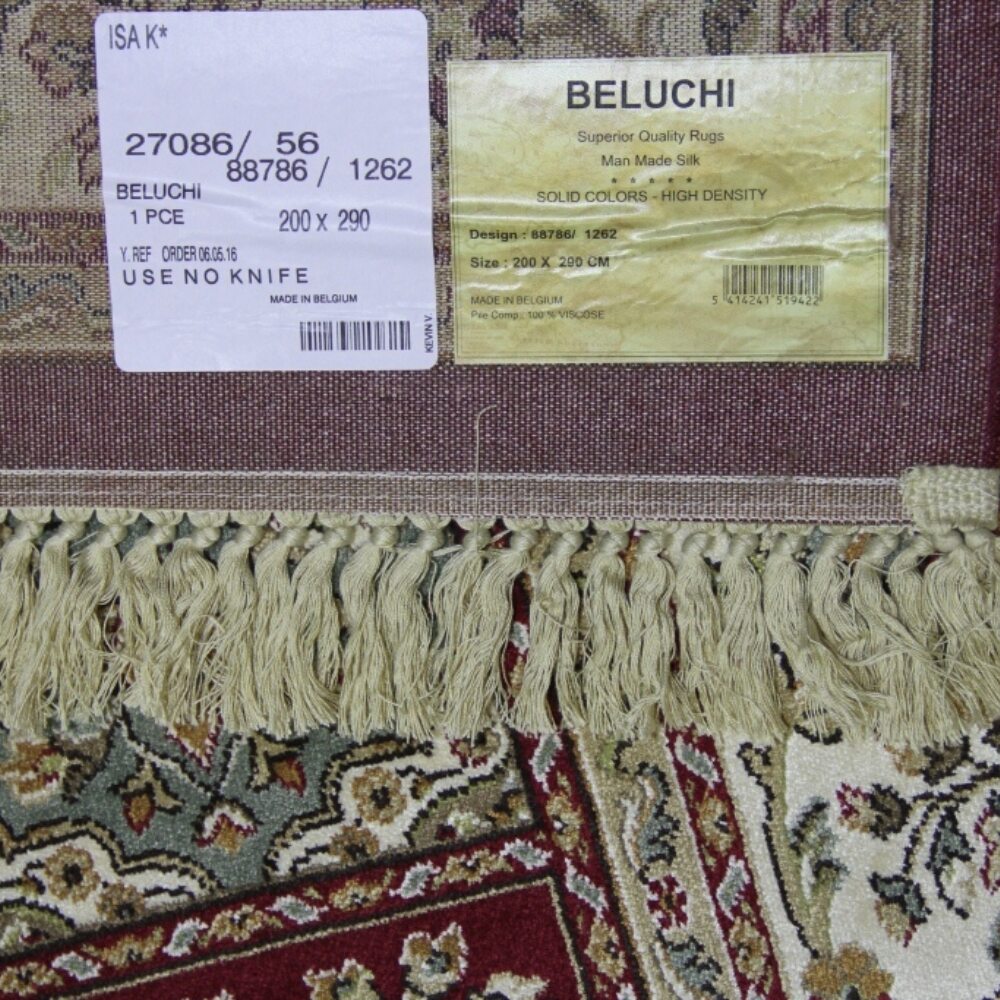 ISA K*
27086/ 56
88786 / 1262
BELUCHI
1 PCE 200 X 290
Y. REF ORDER 06.05.16
USE NO KNIFE
MADE IN BELGIUM
KEVIN V.
BELUCHI
Superior Quality Rugs
Man Made Silk
* * * * *
SOLID COLORS - HIGH DENSITY
Design : 88786/ 1262
Size : 200 X 290 CM
MADE IN BELGIUM
Pile Comp.: 100 % VISCOSE
5 414241 519422